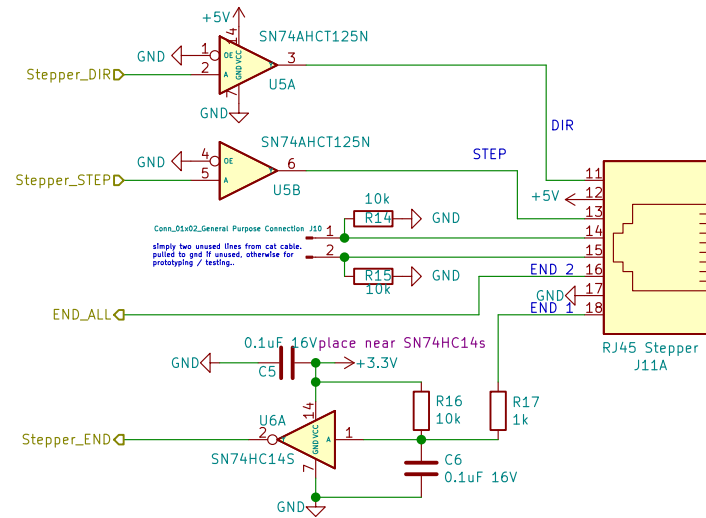 +5V
14
SN74AHCT125N
GND
1
OE
VCC
3
Stepper_DIR
2
A
GND
U5A
7
GND
DIR
SN74AHCT125N
GND
4
OE
STEP
6
Stepper_STEP
5
A
U5B
11
+5V
12
10k
13
R14
GND
Conn_01x02_General Purpose Connection J10
1
14
simply two unused lines from cat cable.
pulled to gnd if unused, otherwise for
prototyping / testing..
2
15
END 2
16
R15
GND
10k
GND
17
END_ALL
END 1
18
0.1uF 16V
place near SN74HC14s
RJ45 Stepper
J11A
GND
C5
+3.3V
R16
10k
R17
1k
U6A
14
VCC
GND
Stepper_END
2
A
1
SN74HC14S
7
C6
0.1uF 16V
GND